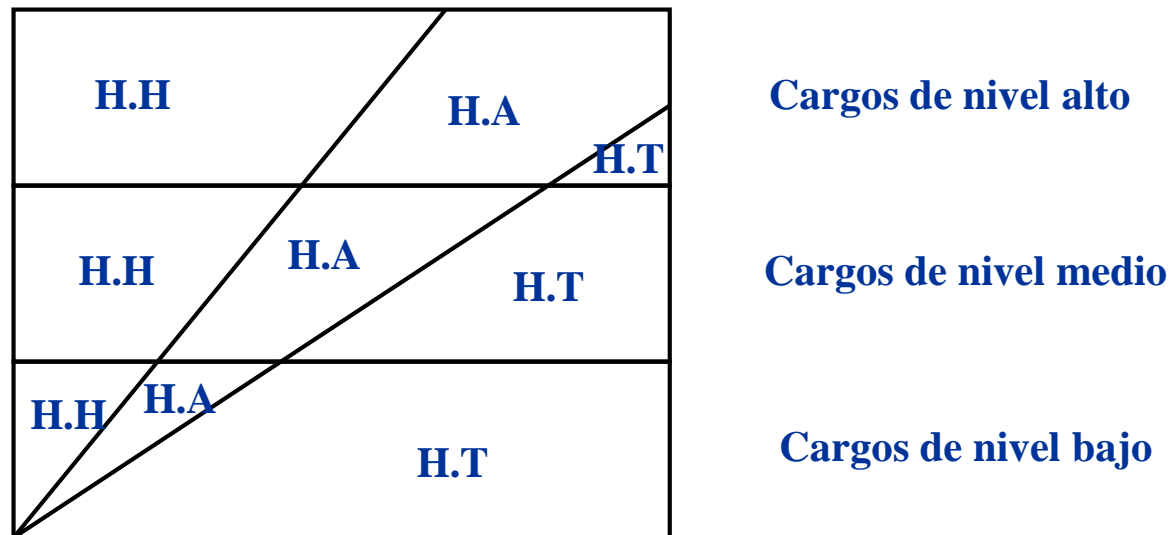 H.H
H.A
H.T
Cargos de nivel alto
H.H
H.A
H.T
Cargos de nivel medio
H.H
H.A
H.T
Cargos de nivel bajo